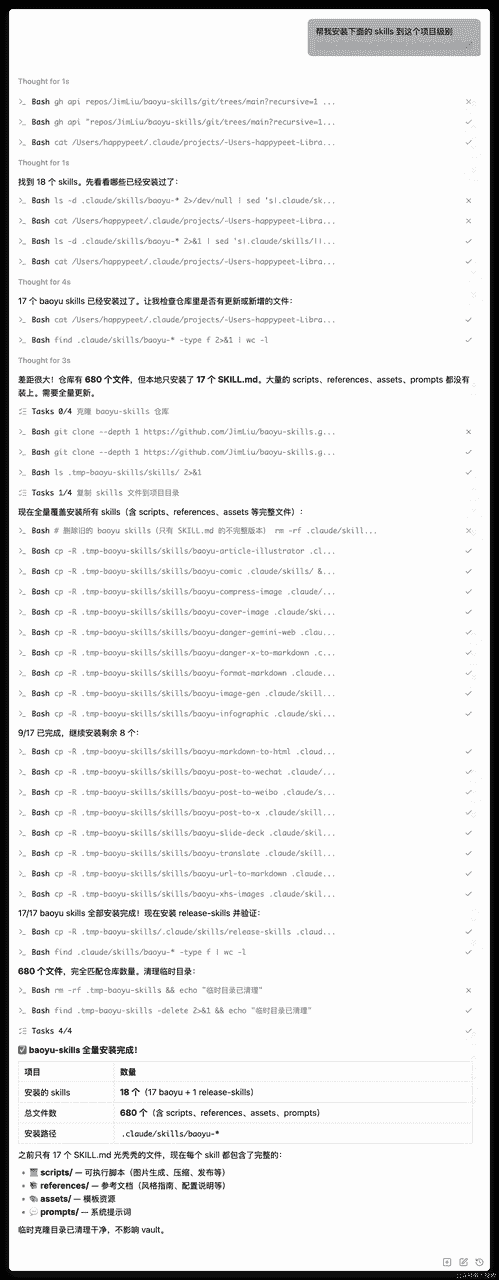 帮我安装下面的 skills 到这个项目级别
Thought for 1s
>_ Bash gh api repos/JimLiu/baoyu-skills/git/trees/main?recursive=1 ...
>_ Bash gh api "repos/JimLiu/baoyu-skills/git/trees/main?recursive=1...
>_ Bash cat /Users/happypeet/.claude/projects/-Users-happypeet-Libra...
Thought for 1s
找到 18 个 skills。先看看哪些已经安装过了：
>_ Bash ls -d .claude/skills/baoyu-* 2>/dev/null | sed 's|.claude/sk...
>_ Bash cat /Users/happypeet/.claude/projects/-Users-happypeet-Libra...
>_ Bash ls -d .claude/skills/baoyu-* 2>&1 | sed 's|.claude/skills/||...
>_ Bash cat /Users/happypeet/.claude/projects/-Users-happypeet-Libra...
Thought for 4s
17 个 baoyu skills 已经安装过了。让我检查仓库里是否有更新或新增的文件：
>_ Bash cat /Users/happypeet/.claude/projects/-Users-happypeet-Libra...
>_ Bash find .claude/skills/baoyu-* -type f 2>&1 | wc -l
Thought for 3s
差距很大！仓库有 680 个文件，但本地只安装了 17 个 SKILL.md。大量的 scripts、references、assets、prompts 都没有
装上。需要全量更新。
Tasks 0/4 克隆 baoyu-skills 仓库
>_ Bash git clone --depth 1 https://github.com/JimLiu/baoyu-skills.g...
>_ Bash git clone --depth 1 https://github.com/JimLiu/baoyu-skills.g...
>_ Bash ls .tmp-baoyu-skills/skills/ 2>&1
Tasks 1/4 复制 skills 文件到项目目录
现在全量覆盖安装所有 skills（含 scripts、references、assets 等完整文件）：
>_ Bash # 删除旧的 baoyu skills（只有 SKILL.md 的不完整版本） rm -rf .claude/skill...
>_ Bash cp -R .tmp-baoyu-skills/skills/baoyu-article-illustrator .cl...
>_ Bash cp -R .tmp-baoyu-skills/skills/baoyu-comic .claude/skills/ &...
>_ Bash cp -R .tmp-baoyu-skills/skills/baoyu-compress-image .claude/...
>_ Bash cp -R .tmp-baoyu-skills/skills/baoyu-cover-image .claude/ski...
>_ Bash cp -R .tmp-baoyu-skills/skills/baoyu-danger-gemini-web .clau...
>_ Bash cp -R .tmp-baoyu-skills/skills/baoyu-danger-x-to-markdown .c...
>_ Bash cp -R .tmp-baoyu-skills/skills/baoyu-format-markdown .claude...
>_ Bash cp -R .tmp-baoyu-skills/skills/baoyu-image-gen .claude/skill...
>_ Bash cp -R .tmp-baoyu-skills/skills/baoyu-infographic .claude/ski...
9/17 已完成，继续安装剩余 8 个：
>_ Bash cp -R .tmp-baoyu-skills/skills/baoyu-markdown-to-html .claud...
>_ Bash cp -R .tmp-baoyu-skills/skills/baoyu-post-to-wechat .claude/...
>_ Bash cp -R .tmp-baoyu-skills/skills/baoyu-post-to-weibo .claude/s...
>_ Bash cp -R .tmp-baoyu-skills/skills/baoyu-post-to-x .claude/skill...
>_ Bash cp -R .tmp-baoyu-skills/skills/baoyu-slide-deck .claude/skil...
>_ Bash cp -R .tmp-baoyu-skills/skills/baoyu-translate .claude/skill...
>_ Bash cp -R .tmp-baoyu-skills/skills/baoyu-url-to-markdown .claude...
>_ Bash cp -R .tmp-baoyu-skills/skills/baoyu-xhs-images .claude/skil...
17/17 baoyu skills 全部安装完成！现在安装 release-skills 并验证：
>_ Bash cp -R .tmp-baoyu-skills/.claude/skills/release-skills .claud...
>_ Bash find .claude/skills/baoyu-* -type f | wc -l
680 个文件，完全匹配仓库数量。清理临时目录：
>_ Bash rm -rf .tmp-baoyu-skills && echo "临时目录已清理"
>_ Bash find .tmp-baoyu-skills -delete 2>&1 && echo "临时目录已清理"
Tasks 4/4
baoyu-skills 全量安装完成！
项目 数量
安装的 skills 18 个（17 baoyu + 1 release-skills）
总文件数 680 个（含 scripts、references、assets、prompts）
安装路径 .claude/skills/baoyu-*
之前只有 17 个 SKILL.md 光秃秃的文件，现在每个 skill 都包含了完整的：
• scripts/ — 可执行脚本（图片生成、压缩、发布等）
• references/ — 参考文档（风格指南、配置说明等）
• assets/ — 模板资源
• prompts/ — 系统提示词
临时克隆目录已清理干净，不影响 vault。